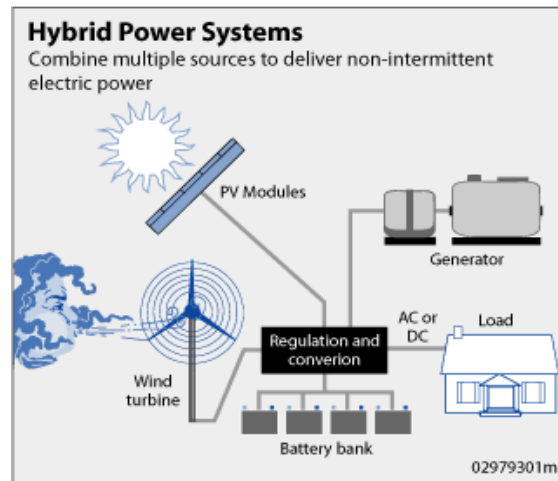 Hybrid Power Systems
Combine multiple sources to deliver non-intermittent
electric power
PV Modules
Generator
Wind
turbine
Regulation and
converion
AC or
DC
Load
Battery bank
02979301m